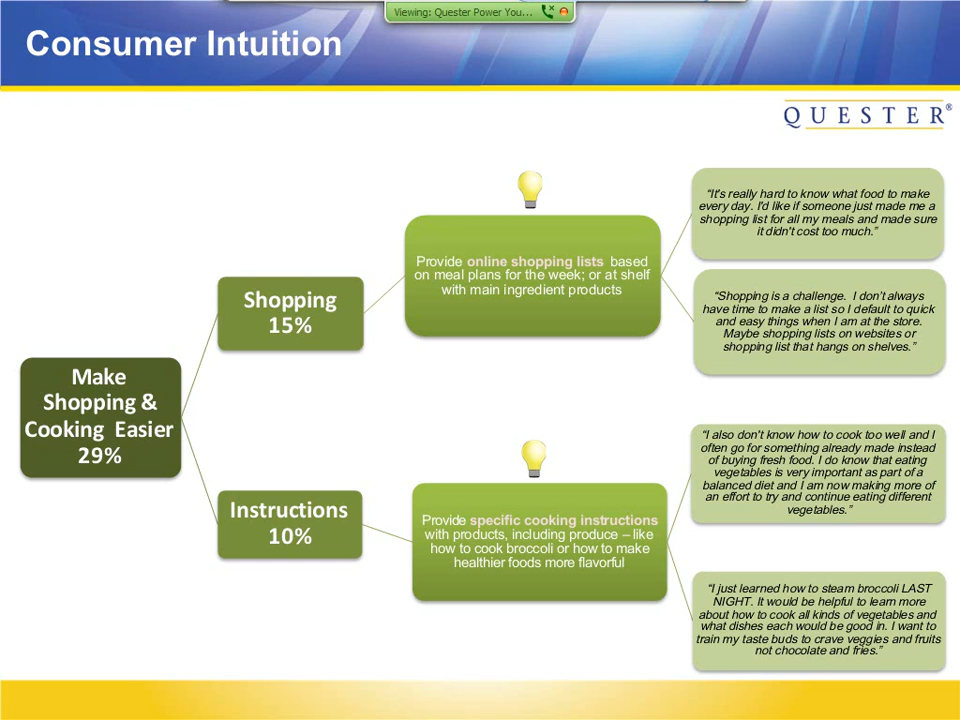 Viewing: Quester Power You...
Consumer Intuition
QUESTER®
Make
Shopping &
Cooking Easier
29%
Shopping
15%
Provide online shopping lists based
on meal plans for the week; or at shelf
with main ingredient products
“It's really hard to know what food to make
every day. I'd like if someone just made me a
shopping list for all my meals and made sure
it didn't cost too much.”
“Shopping is a challenge. I don’t always
have time to make a list so I default to quick
and easy things when I am at the store.
Maybe shopping lists on websites or
shopping list that hangs on shelves.”
Instructions
10%
Provide specific cooking instructions
with products, including produce – like
how to cook broccoli or how to make
healthier foods more flavorful
“I also don't know how to cook too well and I
often go for something already made instead
of buying fresh food. I do know that eating
vegetables is very important as part of a
balanced diet and I am now making more of
an effort to try and continue eating different
vegetables.”
“I just learned how to steam broccoli LAST
NIGHT. It would be helpful to learn more
about how to cook all kinds of vegetables and
what dishes each would be good in. I want to
train my taste buds to crave veggies and fruits
not chocolate and fries.”